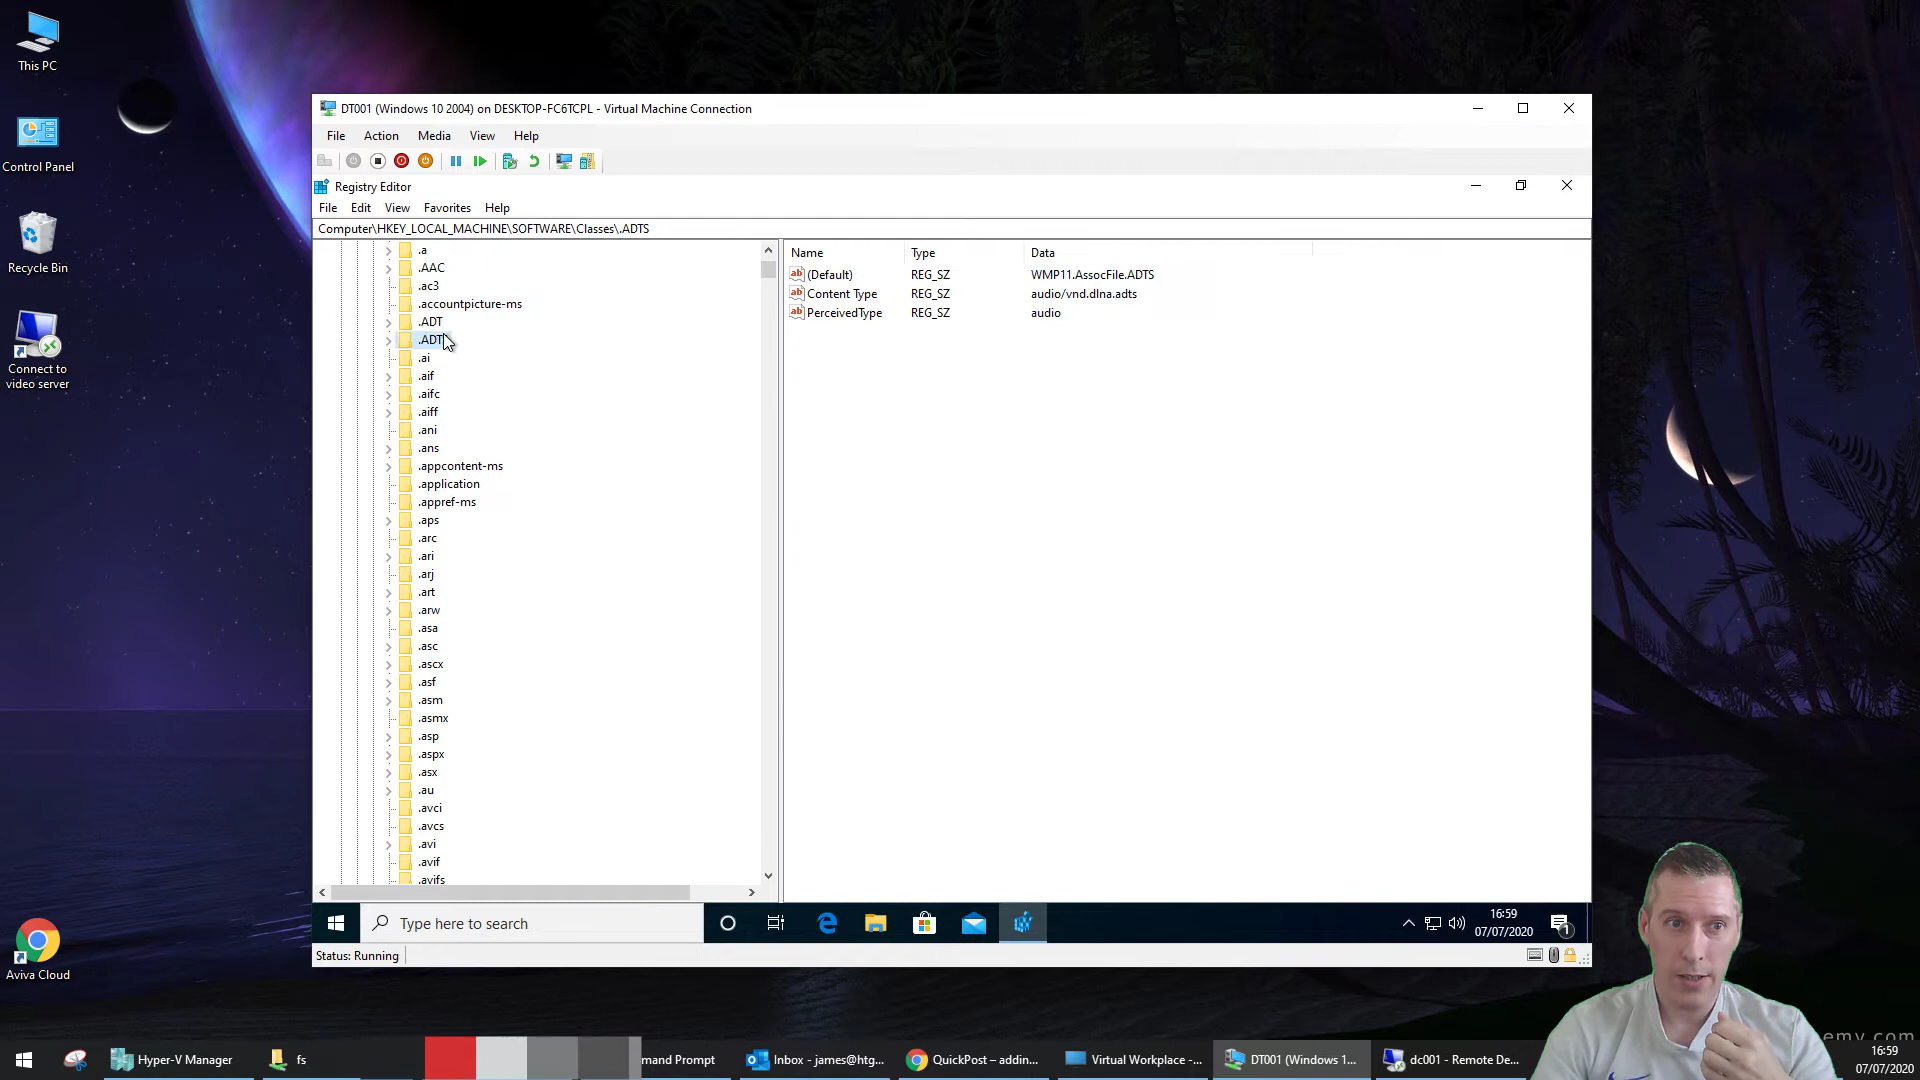 This PC
Control Panel
Recycle Bin
Connect to
video server
Aviva Cloud
DT001 (Windows 10 2004) on DESKTOP-FC6TCPL - Virtual Machine Connection
File Action Media View Help
Registry Editor
File Edit View Favorites Help
Computer\HKEY_LOCAL_MACHINE\SOFTWARE\Classes\.ADTS
.a
.AAC
.ac3
.accountpicture-ms
.ADT
.ADT
.ai
.aif
.aifc
.aiff
.ani
.ans
.appcontent-ms
.application
.appref-ms
.aps
.arc
.ari
.arj
.art
.arw
.asa
.asc
.ascx
.asf
.asm
.asmx
.asp
.aspx
.asx
.au
.avci
.avcs
.avi
.avif
.avifs
Name Type Data
(Default) REG_SZ WMP11.AssocFile.ADTS
Content Type REG_SZ audio/vnd.dlna.adts
PerceivedType REG_SZ audio
Type here to search
16:59
07/07/2020
1
Status: Running
emy.com
Hyper-V Manager
fs
mand Prompt
Inbox - james@htg...
QuickPost – addin...
Virtual Workplace -...
DT001 (Windows 1...
dc001 - Remote De...
16:59
07/07/2020